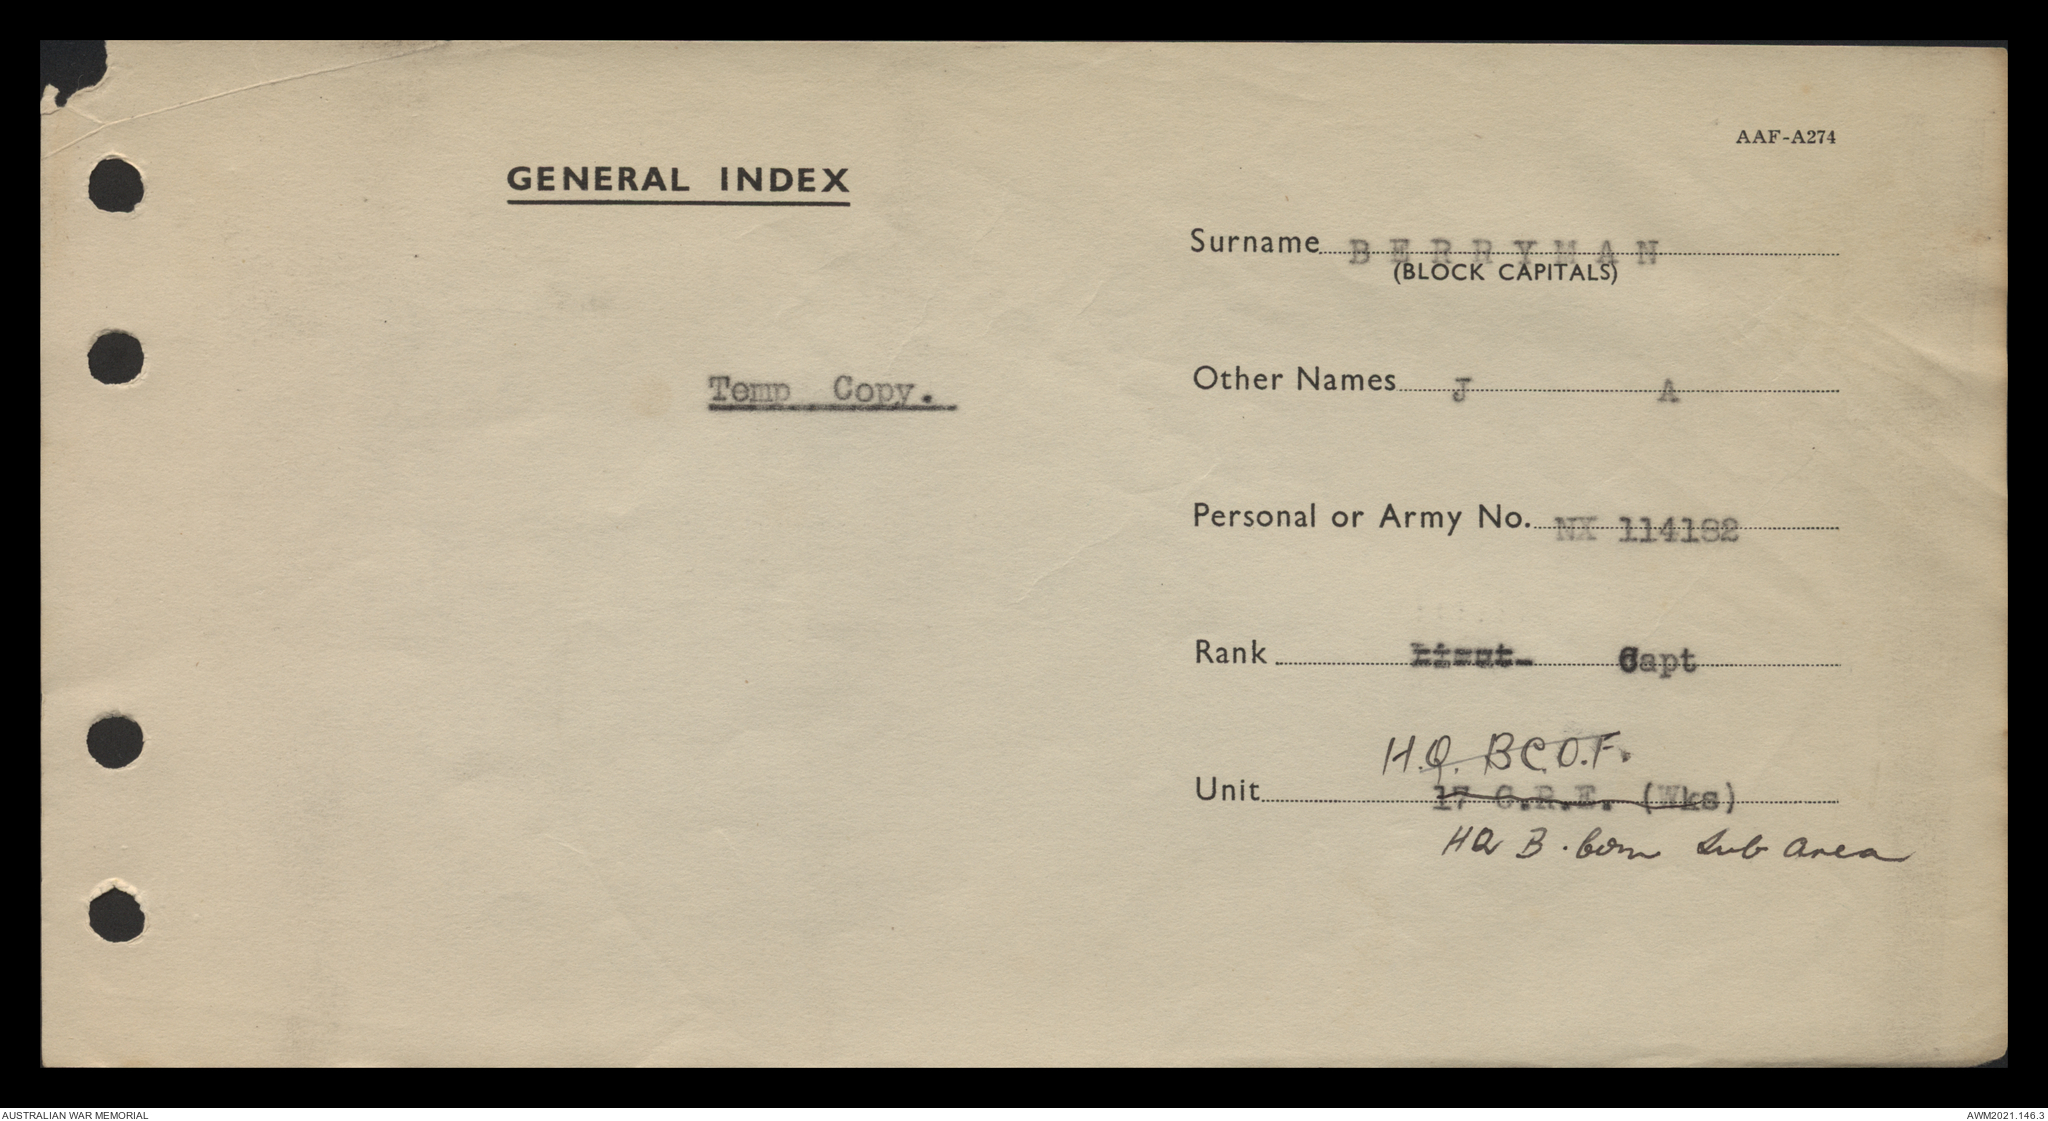 AAF-A274
GENERAL INDEX
Surname BERRYMAN
(BLOCK CAPITALS)
Temp Copy.
Other Names J A
Personal or Army No. NX 114182
Rank Lieut- Capt
H.Q. B.C.O.F.
Unit 17 C.R.E. (Wks)
HQ B. Com Sub Area
AUSTRALIAN WAR MEMORIAL
AWM2021.146.3